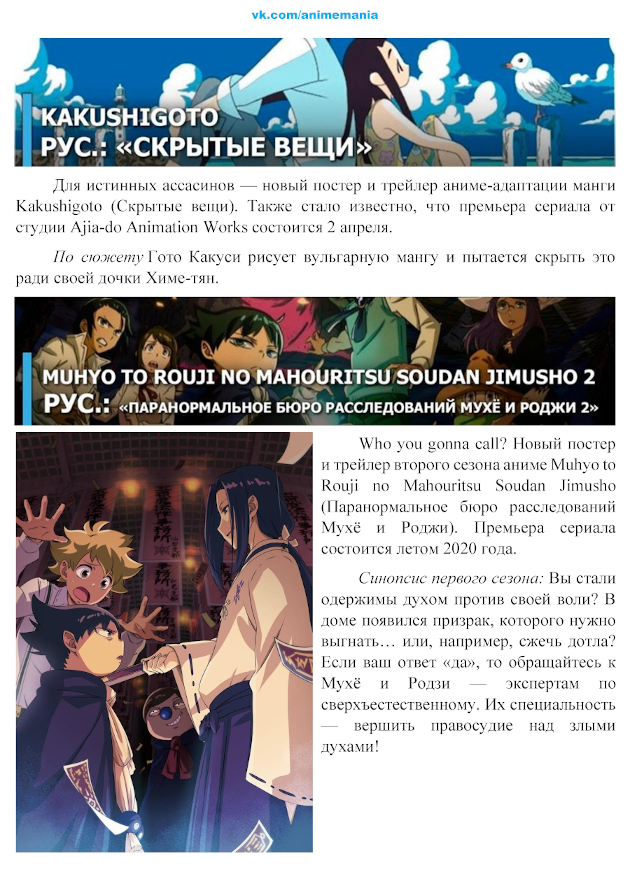 vk.com/animemania
KAKUSHIGOTO
РУС.: «СКРЫТЫЕ ВЕЩИ»
Для истинных ассасинов — новый постер и трейлер аниме-адаптации манги
Kakushigoto (Скрытые вещи). Также стало известно, что премьера сериала от
студии Ajia-do Animation Works состоится 2 апреля.
По сюжету Гото Какуси рисует вульгарную мангу и пытается скрыть это
ради своей дочки Химе-тян.
MUHYO TO ROUJI NO MAHOURITSU SOUDAN JIMUSHO 2
РУС.: «ПАРАНОРМАЛЬНОЕ БЮРО РАССЛЕДОВАНИЙ МУХЁ И РОДЖИ 2»
Who you gonna call? Новый постер
и трейлер второго сезона аниме Muhyo to
Rouji no Mahouritsu Soudan Jimusho
(Паранормальное бюро расследований
Мухё и Роджи). Премьера сериала
состоится летом 2020 года.
Синопсис первого сезона: Вы стали
одержимы духом против своей воли? В
доме появился призрак, которого нужно
выгнать… или, например, сжечь дотла?
Если ваш ответ «да», то обращайтесь к
Мухё и Родзи — экспертам по
сверхъестественному. Их специальность
— вершить правосудие над злыми
духами!